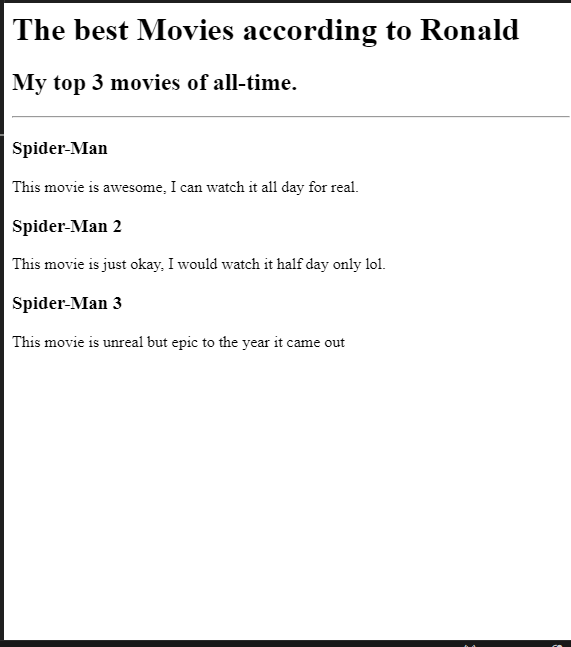 The best Movies according to Ronald
My top 3 movies of all-time.
Spider-Man
This movie is awesome, I can watch it all day for real.
Spider-Man 2
This movie is just okay, I would watch it half day only lol.
Spider-Man 3
This movie is unreal but epic to the year it came out